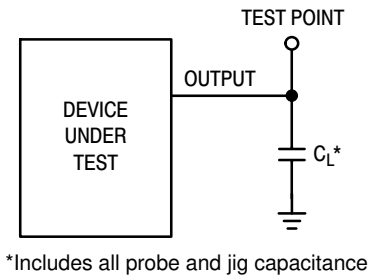 TEST POINT
OUTPUT
DEVICE
UNDER
TEST
CL*
*Includes all probe and jig capacitance